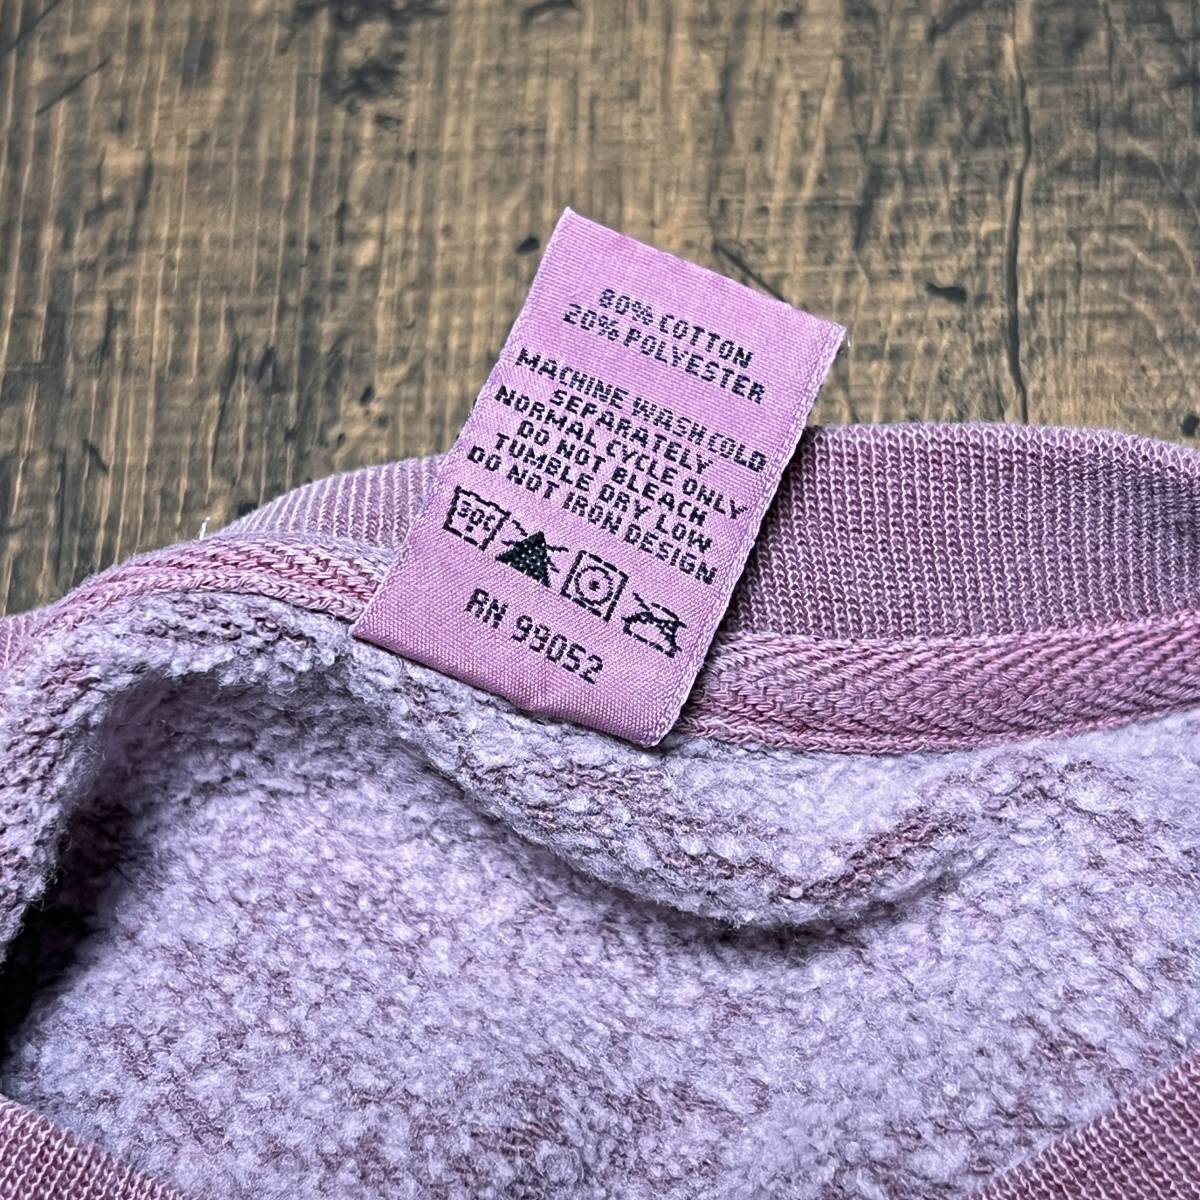 80% COTTON
20% POLYESTER
MACHINE WASH COLD
SEPARATELY
NORMAL CYCLE ONLY
DO NOT BLEACH
TUMBLE DRY LOW
DO NOT IRON DESIGN
30C
RN 99052